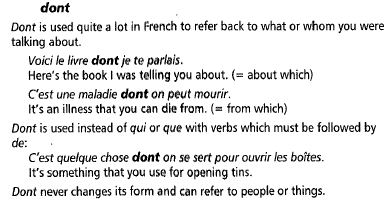 dont
Dont is used quite a lot in French to refer back to what or whom you were
talking about.
Voici le livre dont je te parlais.
Here's the book I was telling you about. (= about which)
C'est une maladie dont on peut mourir.
It's an illness that you can die from. (= from which)
Dont is used instead of qui or que with verbs which must be followed by
de:
C'est quelque chose dont on se sert pour ouvrir les boîtes.
It's something that you use for opening tins.
Dont never changes its form and can refer to people or things.